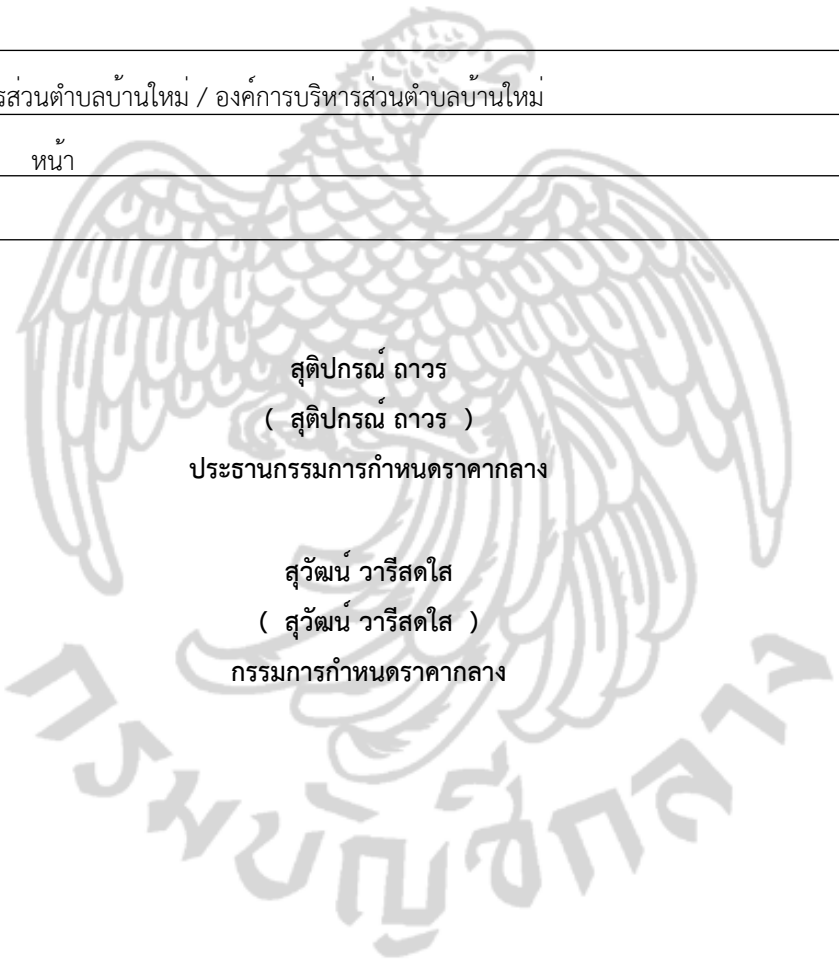 รส่วนตำบลบ้านใหม่ / องค์การบริหารส่วนตำบลบ้านใหม่
หน้า
สุติปกรณ์ ถาวร
( สุติปกรณ์ ถาวร )
ประธานกรรมการกำหนดราคากลาง
สุวัฒน์ วารีสดใส
( สุวัฒน์ วารีสดใส )
กรรมการกำหนดราคากลาง
กรมบัญชีกลาง